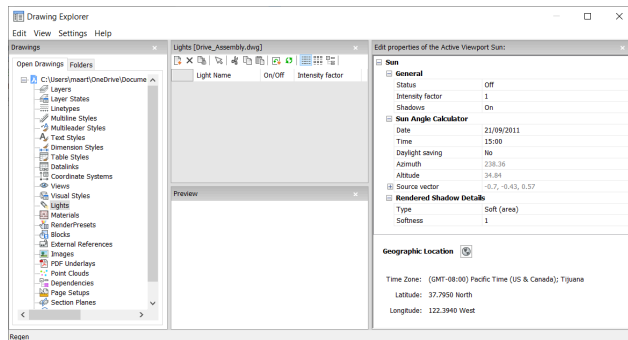 Drawing Explorer
Edit View Settings Help
Drawings
Open Drawings Folders
C:\Users\maart\OneDrive\Docume
Layers
Layer States
Linetypes
Multiline Styles
Multileader Styles
Text Styles
Dimension Styles
Table Styles
Datalinks
Coordinate Systems
Views
Visual Styles
Lights
Materials
RenderPresets
Blocks
External References
Images
PDF Underlays
Point Clouds
Dependencies
Page Setups
Section Planes
Lights [Drive_Assembly.dwg]
Light Name On/Off Intensity factor
Preview
Edit properties of the Active Viewport Sun:
Sun
General
Status Off
Intensity factor 1
Shadows On
Sun Angle Calculator
Date 21/09/2011
Time 15:00
Daylight saving No
Azimuth 238.36
Altitude 34.84
Source vector -0.7, -0.43, 0.57
Rendered Shadow Details
Type Soft (area)
Softness 1
Geographic Location
Time Zone: (GMT-08:00) Pacific Time (US & Canada); Tijuana
Latitude: 37.7950 North
Longitude: 122.3940 West
Regen